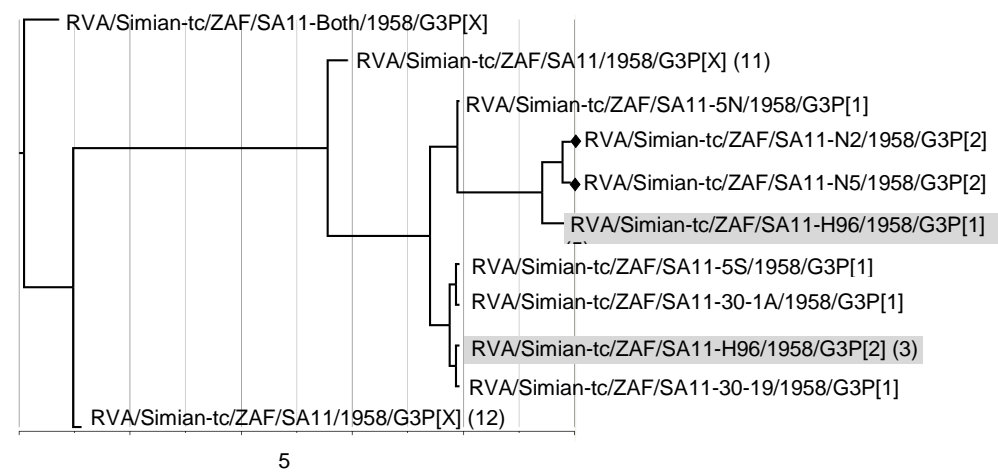 RVA/Simian-tc/ZAF/SA11-Both/1958/G3P[X]
RVA/Simian-tc/ZAF/SA11/1958/G3P[X] (11)
RVA/Simian-tc/ZAF/SA11-5N/1958/G3P[1]
RVA/Simian-tc/ZAF/SA11-N2/1958/G3P[2]
RVA/Simian-tc/ZAF/SA11-N5/1958/G3P[2]
RVA/Simian-tc/ZAF/SA11-H96/1958/G3P[1]
RVA/Simian-tc/ZAF/SA11-5S/1958/G3P[1]
RVA/Simian-tc/ZAF/SA11-30-1A/1958/G3P[1]
RVA/Simian-tc/ZAF/SA11-H96/1958/G3P[2] (3)
RVA/Simian-tc/ZAF/SA11-30-19/1958/G3P[1]
RVA/Simian-tc/ZAF/SA11/1958/G3P[X] (12)
5